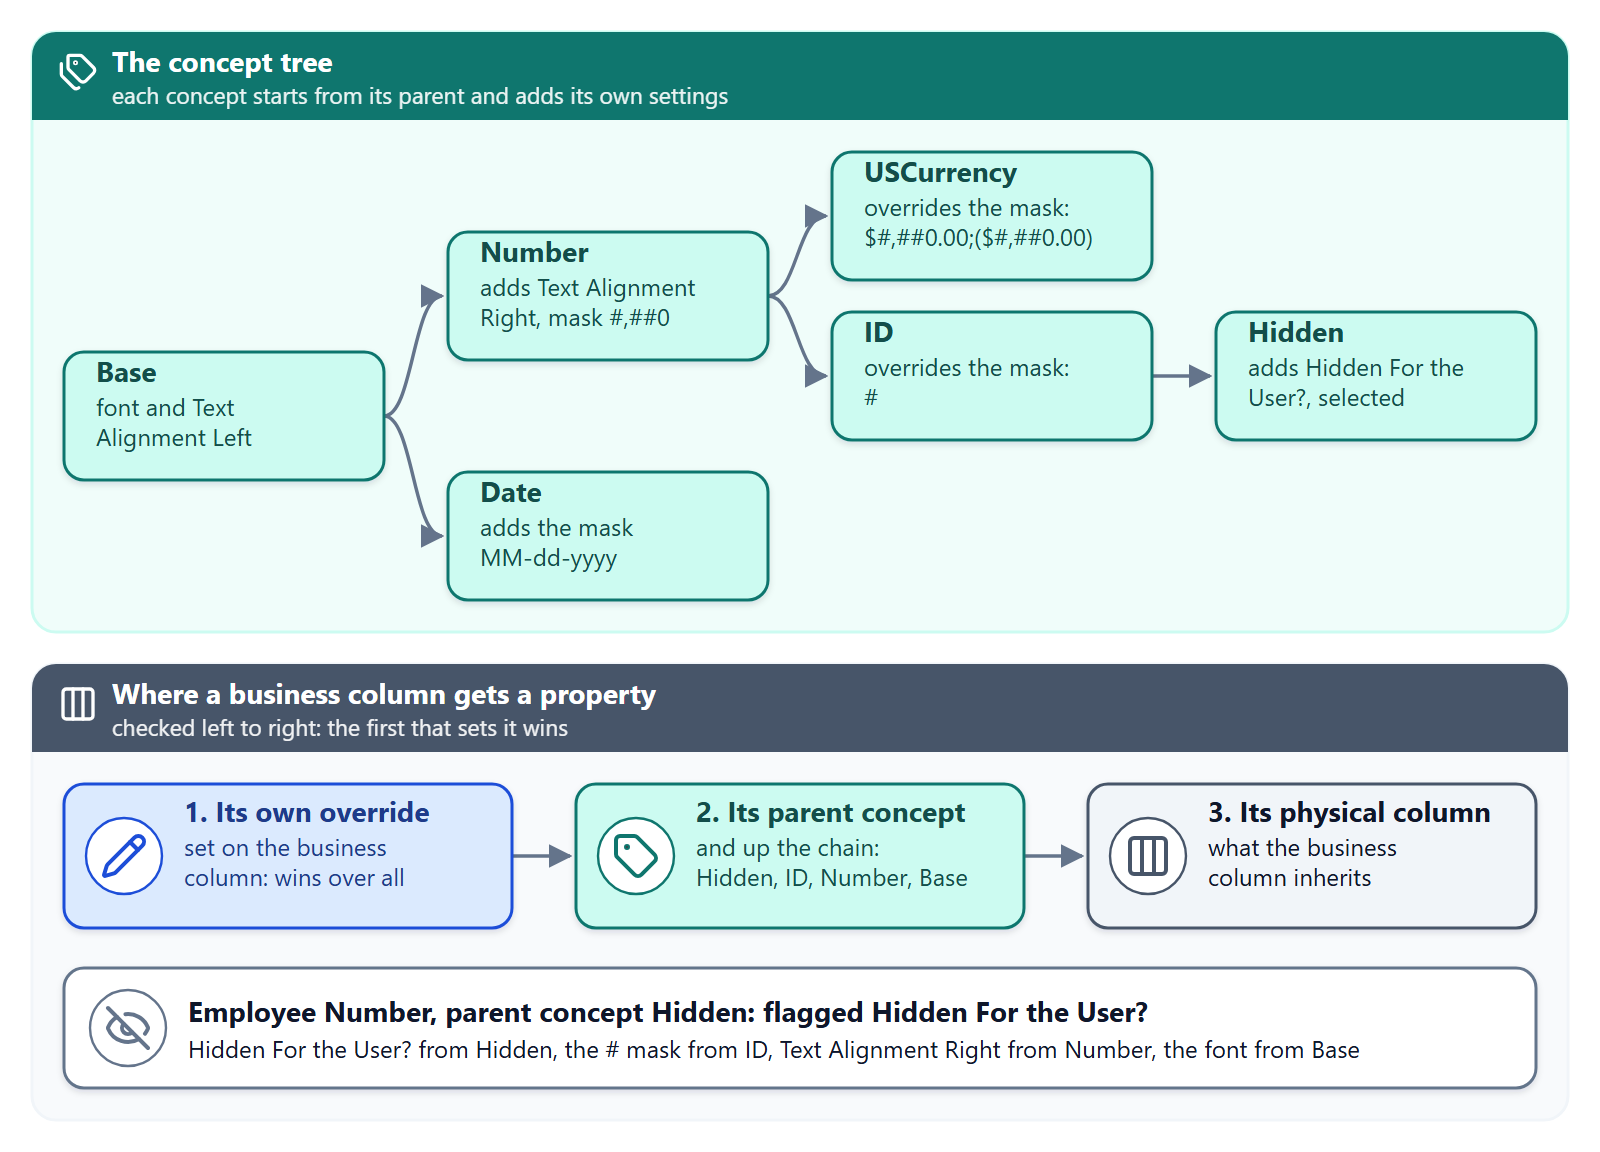 The concept tree
each concept starts from its parent and adds its own settings
Base
font and Text
Alignment Left
Number
adds Text Alignment
Right, mask #,##0
Date
adds the mask
MM-dd-yyyy
USCurrency
overrides the mask:
$#,##0.00;($#,##0.00)
ID
overrides the mask:
#
Hidden
adds Hidden For the
User?, selected
Where a business column gets a property
checked left to right: the first that sets it wins
1. Its own override
set on the business
column: wins over all
2. Its parent concept
and up the chain:
Hidden, ID, Number, Base
3. Its physical column
what the business
column inherits
Employee Number, parent concept Hidden: flagged Hidden For the User?
Hidden For the User? from Hidden, the # mask from ID, Text Alignment Right from Number, the font from Base